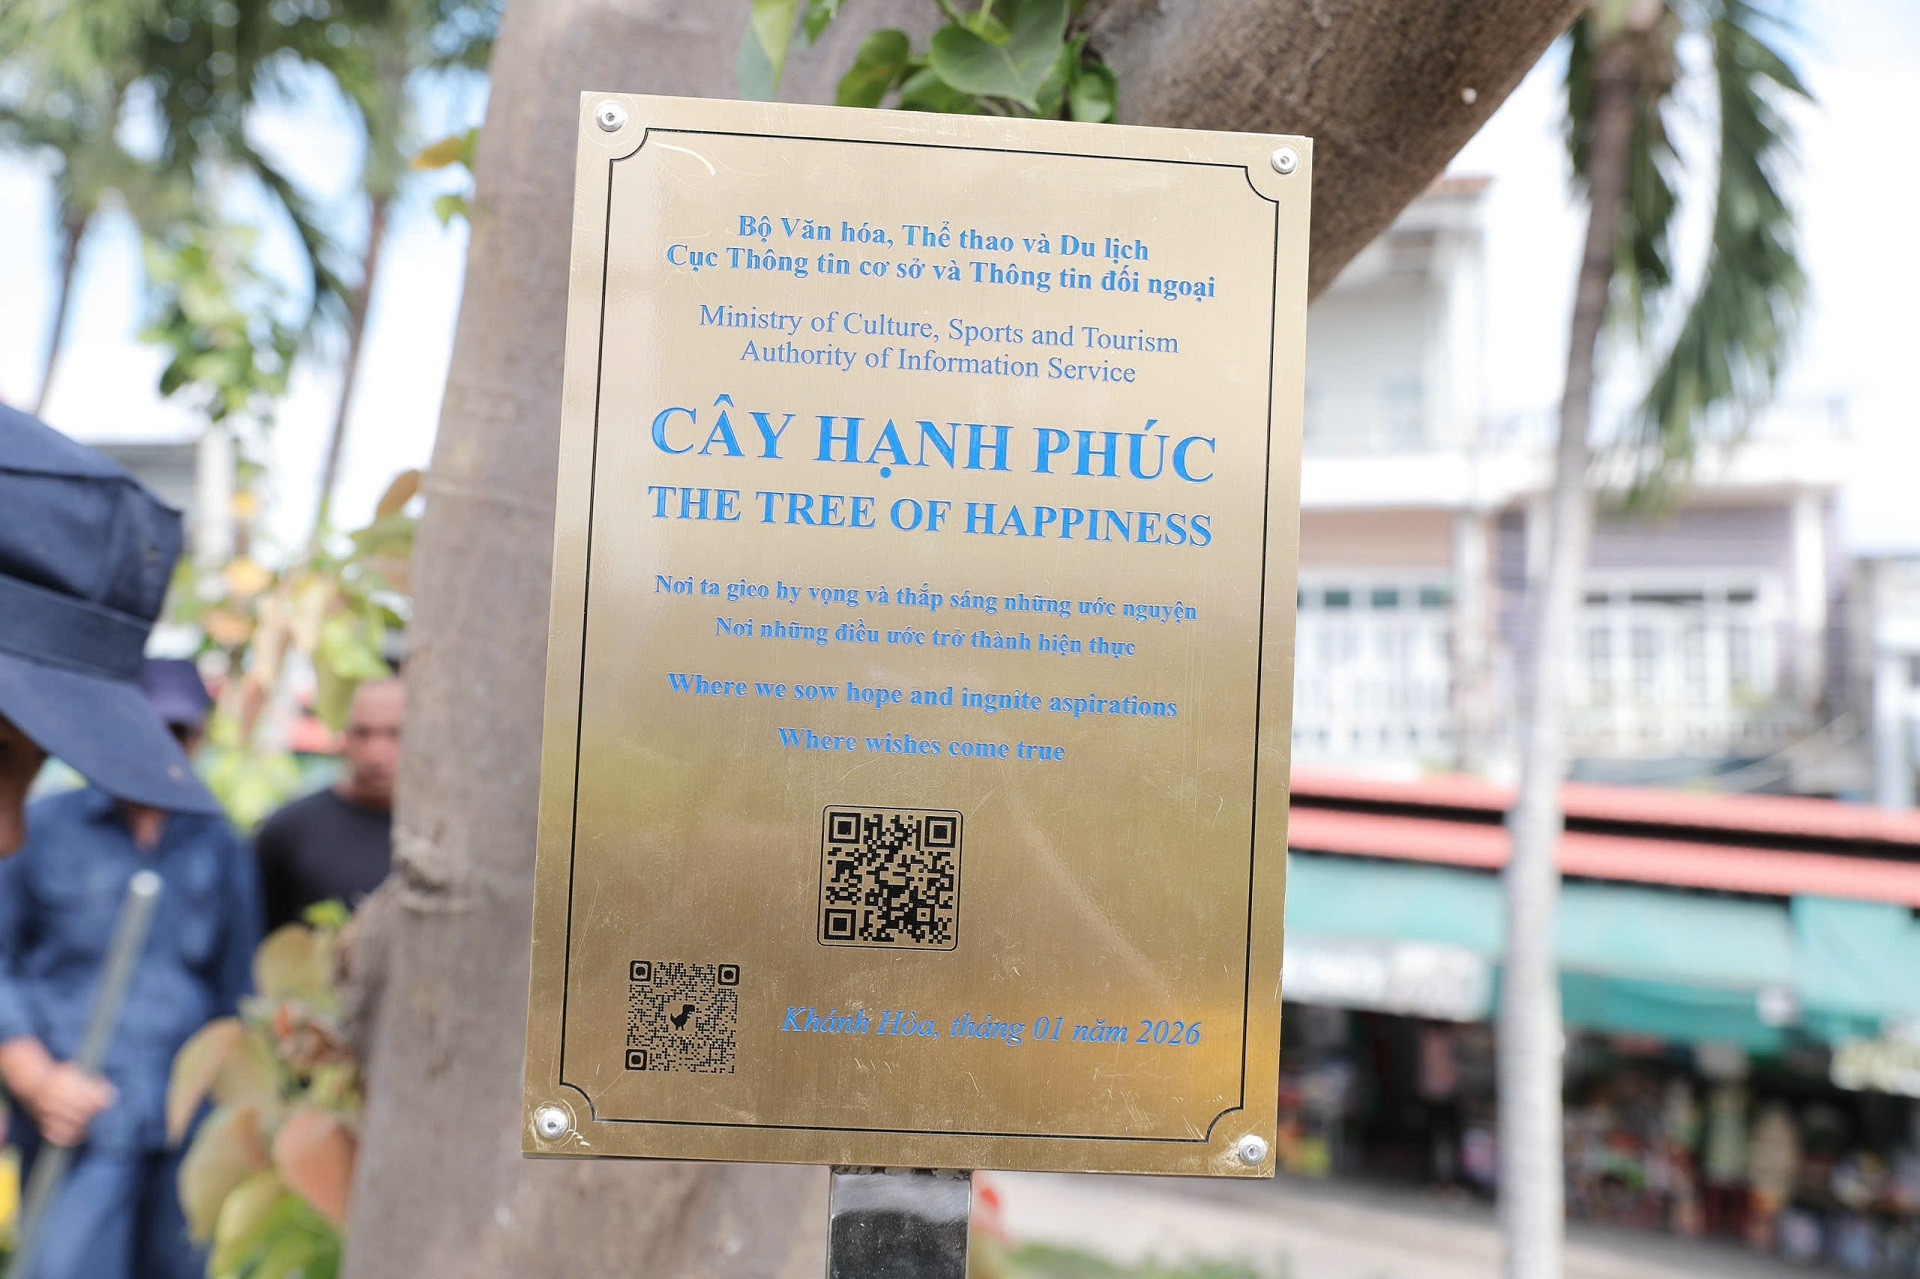 Bộ Văn hóa, Thể thao và Du lịch
Cục Thông tin cơ sở và Thông tin đối ngoại
Ministry of Culture, Sports and Tourism
Authority of Information Service
CÂY HẠNH PHÚC
THE TREE OF HAPPINESS
Nơi ta gieo hy vọng và thắp sáng những ước nguyện
Nơi những điều ước trở thành hiện thực
Where we sow hope and ingnite aspirations
Where wishes come true
Khánh Hòa, tháng 01 năm 2026